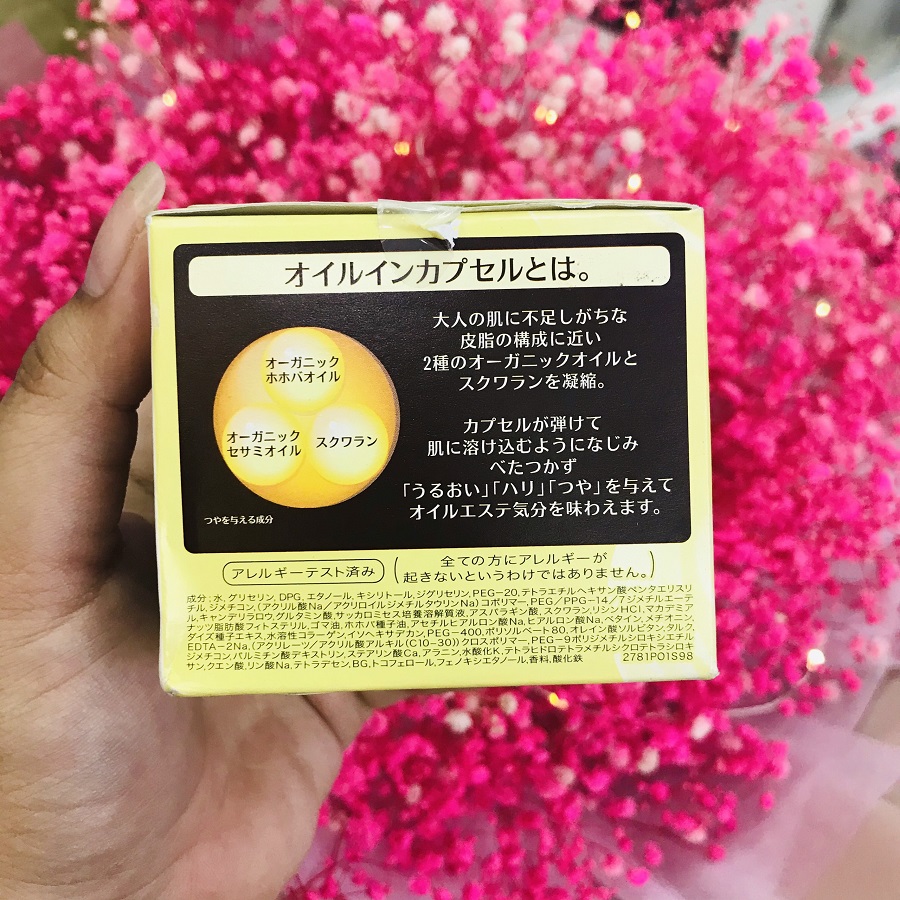 オイルインカプセルとは。
オーガニック
ホホバオイル
オーガニック
セサミオイル
スクワラン
つやを与える成分
大人の肌に不足しがちな
皮脂の構成に近い
2種のオーガニックオイルと
スクワランを凝縮。
カプセルが弾けて
肌に溶け込むようになじみ
べたつかず
「うるおい」「ハリ」「つや」を与えて
オイルエステ気分を味わえます。
アレルギーテスト済み
(全ての方にアレルギーが
起きないというわけではありません。)
成分:水,グリセリン,DPG,エタノール,キシリトール,ジグリセリン,PEG-20,テトラエチルヘキサン酸ペンタエリスリ
チル,ジメチコン,(アクリル酸Na/アクリロイルジメチルタウリンNa)コポリマー,PEG/PPG-14/7ジメチルエーテ
ル,キャンデリラロウ,グルタミン酸,サッカロミセス培養溶解質液,アスパラギン酸,スクワラン,リシンHCl,マカデミア
ナッツ脂肪酸フィトステリル,ゴマ油,ホホバ種子油,アセチルヒアルロン酸Na,ヒアルロン酸Na,ベタイン,メチオニン,
ダイズ種子エキス,水溶性コラーゲン,イソヘキサデカン,PEG-400,ポリソルベート80,オレイン酸ソルビタン,タルク,
EDTA-2Na,(アクリレーツ/アクリル酸アルキル(C10-30))クロスポリマー,PEG-9ポリジメチルシロキシエチル
ジメチコン,パルミチン酸デキストリン,ステアリン酸Ca,アラニン,水酸化K,テトラヒドロテトラメチルシクロテトラシロキ
サン,クエン酸,リン酸Na,テトラデセン,BG,トコフェロール,フェノキシエタノール,香料,酸化鉄 2781P01S98